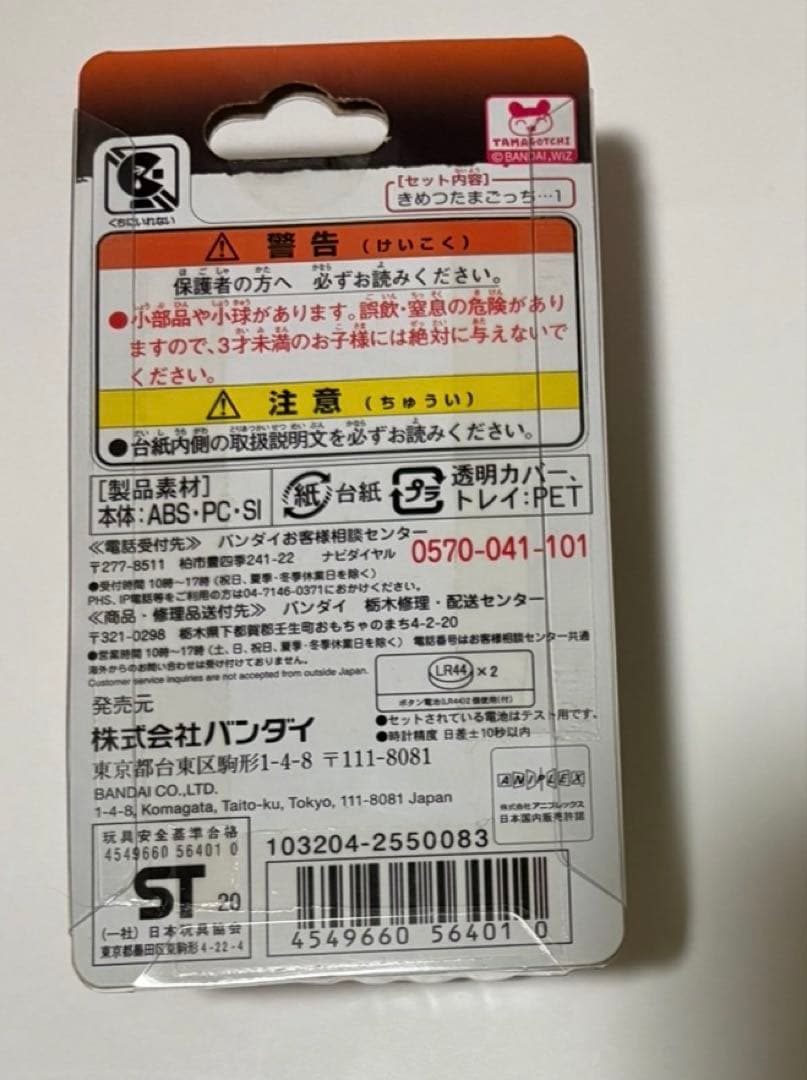 TAMAGOTCHI
©BANDAI,WiZ
くちにいれない
[セット内容]
きめつたまごっち…1
警告 (けいこく)
保護者の方へ 必ずお読みください。
●小部品や小球があります。誤飲・窒息の危険があり
ますので、3才未満のお子様には絶対に与えないで
ください。
注意 (ちゅうい)
●台紙内側の取扱説明文を必ずお読みください。
[製品素材]
本体:ABS・PC・SI
紙 台紙
プラ 透明カバー、
トレイ:PET
≪電話受付先≫ バンダイお客様相談センター
〒277-8511 柏市豊四季241-22 ナビダイヤル 0570-041-101
●受付時間 10時〜17時 (祝日、夏季・冬季休業日を除く)
PHS、IP電話等をご利用の方は04-7146-0371におかけください。
≪商品・修理品送付先≫ バンダイ 栃木修理・配送センター
〒321-0298 栃木県下都賀郡壬生町おもちゃのまち4-2-20
●営業時間 10時〜17時 (土、日、祝日、夏季・冬季休業日を除く) 電話番号はお客様相談センター共通
海外からのお問い合わせは受け付けておりません。
Customer service inquiries are not accepted from outside Japan.
LR44 ×2
ボタン電池(LR44)2個使用(付)
発売元
●セットされている電池はテスト用です。
株式会社バンダイ
●時計精度 日差±10秒以内
東京都台東区駒形1-4-8 〒111-8081
BANDAI CO.,LTD.
1-4-8, Komagata, Taito-ku, Tokyo, 111-8081 Japan
ANIPLEX
株式会社アニプレックス
日本国内販売許諾
玩具安全基準合格
4549660 56401 0
ST 20
(一社) 日本玩具協会
東京都墨田区東駒形4-22-4
103204-2550083
4549660 564010